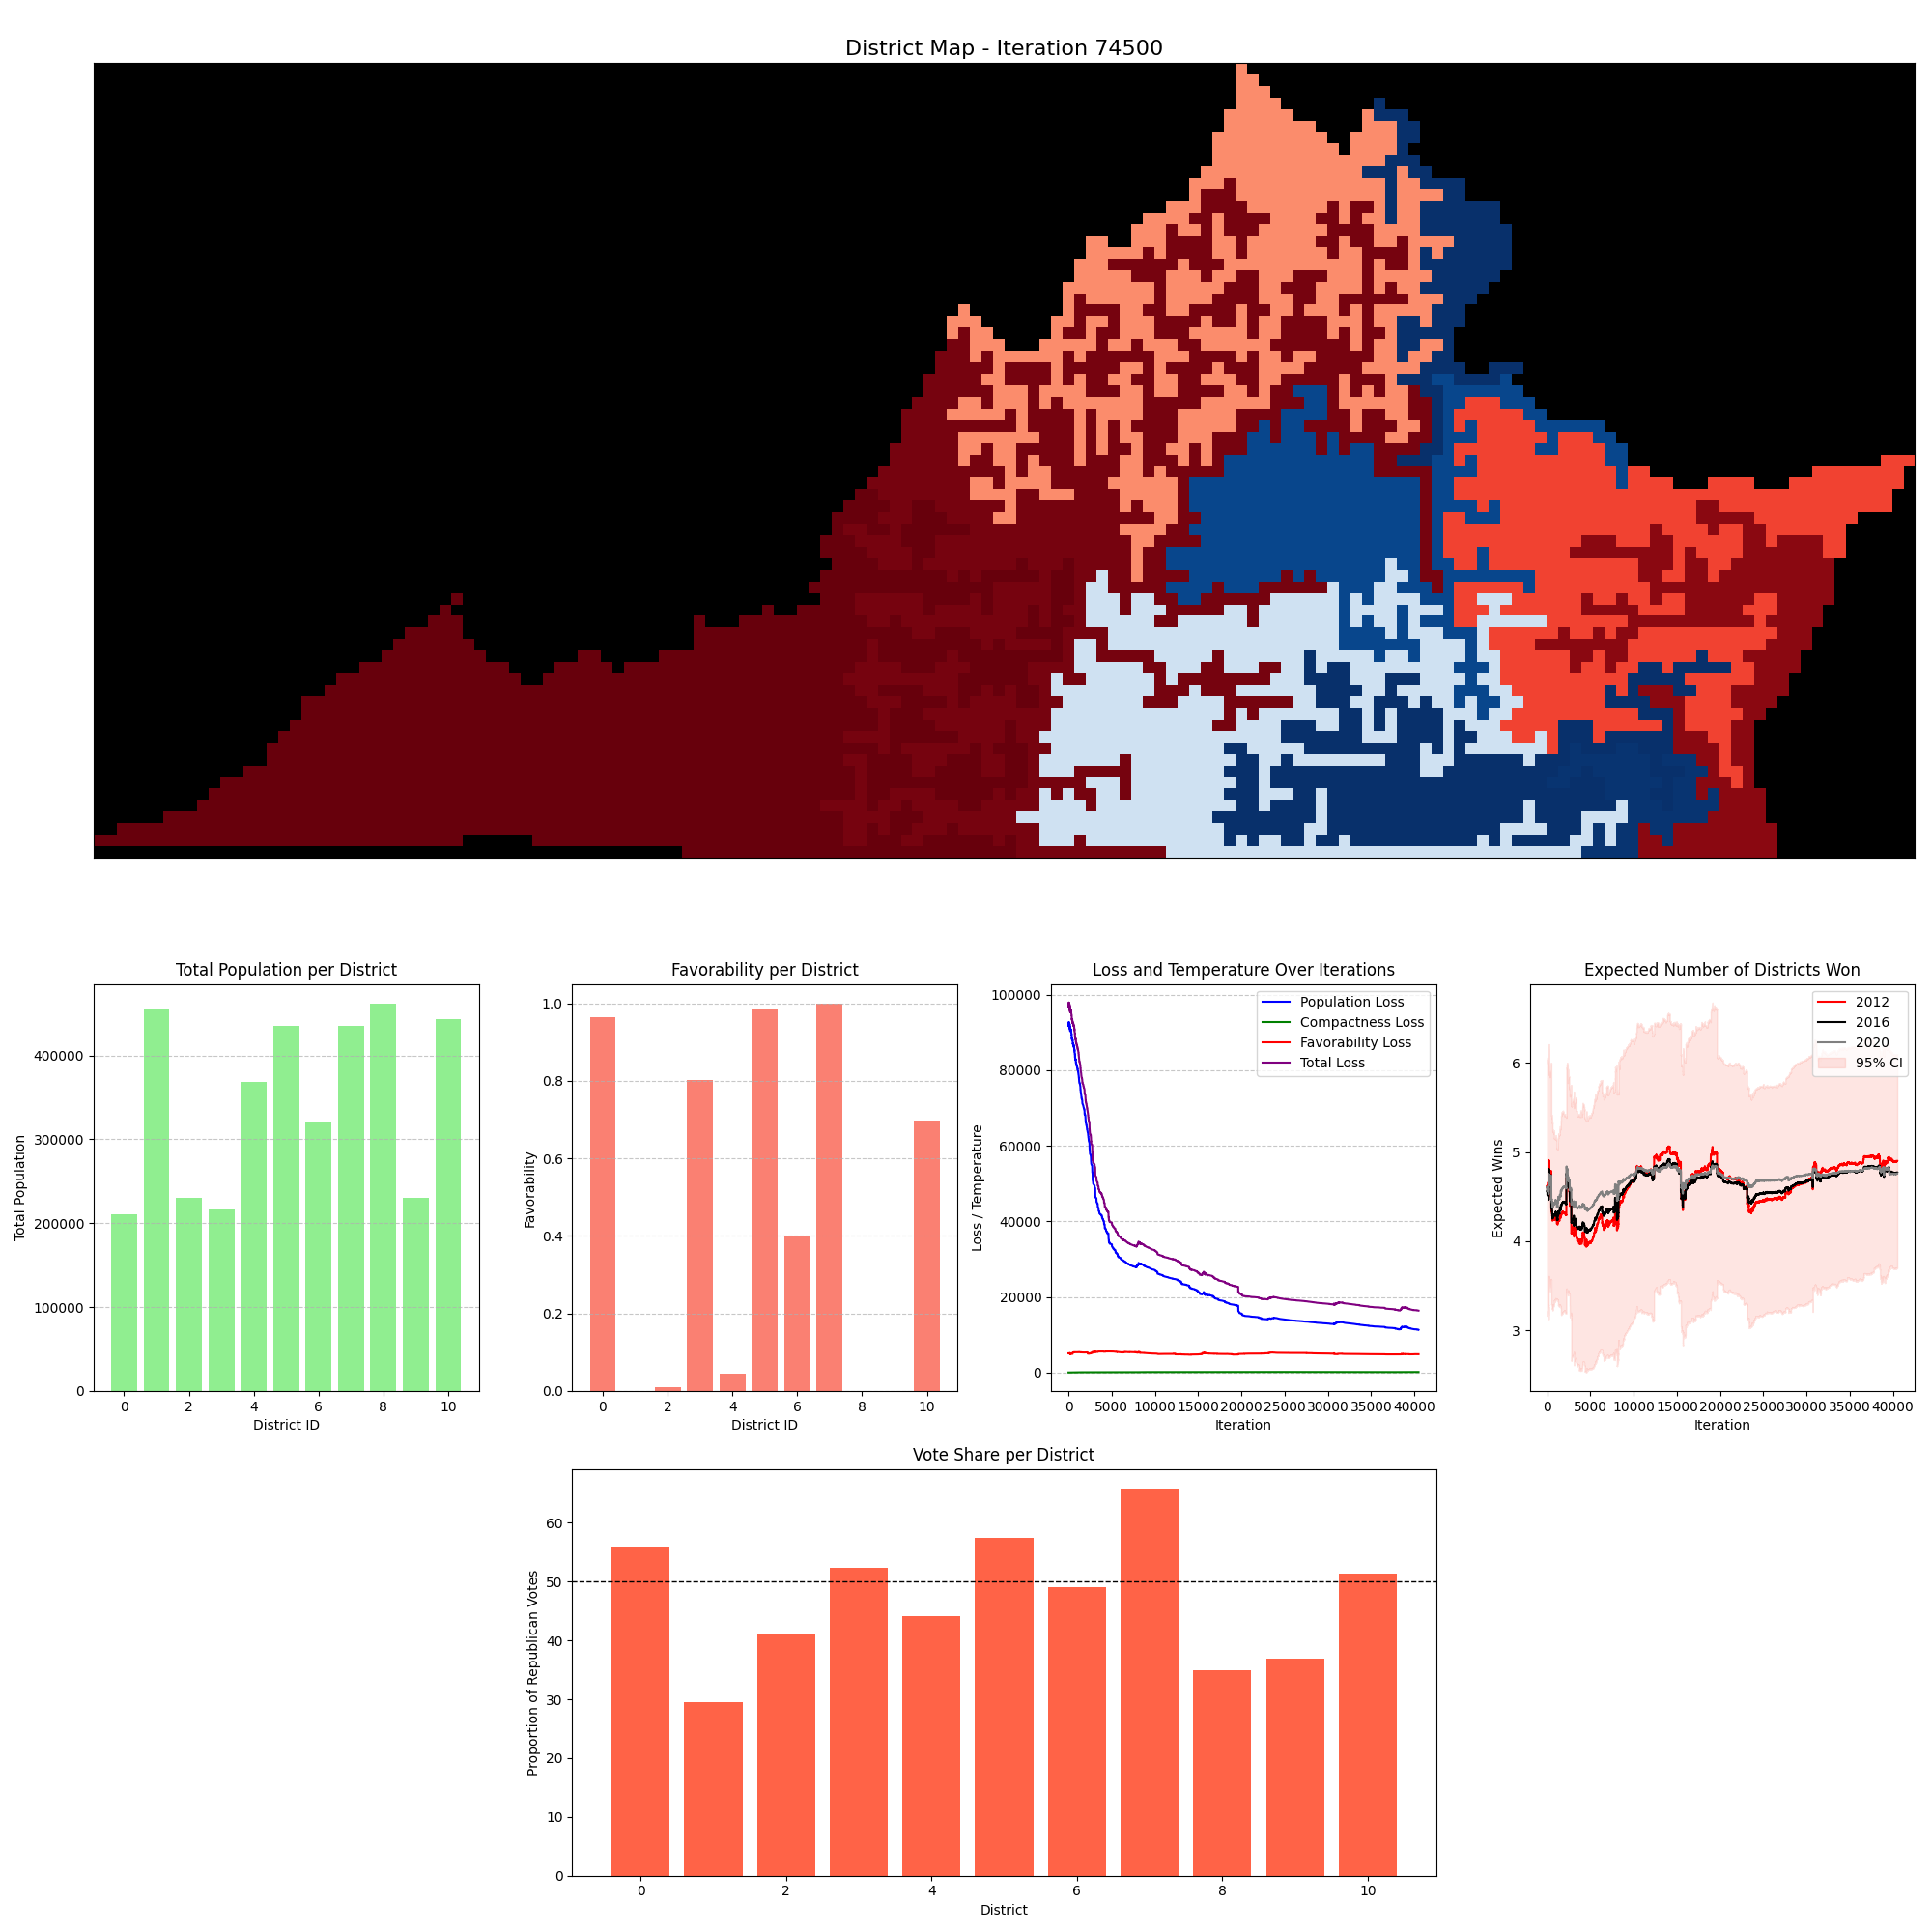 District Map - Iteration 74500
Total Population per District
Total Population
400000
300000
200000
100000
0
0 2 4 6 8 10
District ID
Favorability per District
Favorability
1.0
0.8
0.6
0.4
0.2
0.0
0 2 4 6 8 10
District ID
Loss and Temperature Over Iterations
Loss / Temperature
100000
80000
60000
40000
20000
0
Population Loss
Compactness Loss
Favorability Loss
Total Loss
0 5000 10000 15000 20000 25000 30000 35000 40000
Iteration
Expected Number of Districts Won
Expected Wins
6
5
4
3
2012
2016
2020
95% CI
0 5000 10000 15000 20000 25000 30000 35000 40000
Iteration
Vote Share per District
Proportion of Republican Votes
60
50
40
30
20
10
0
0 2 4 6 8 10
District